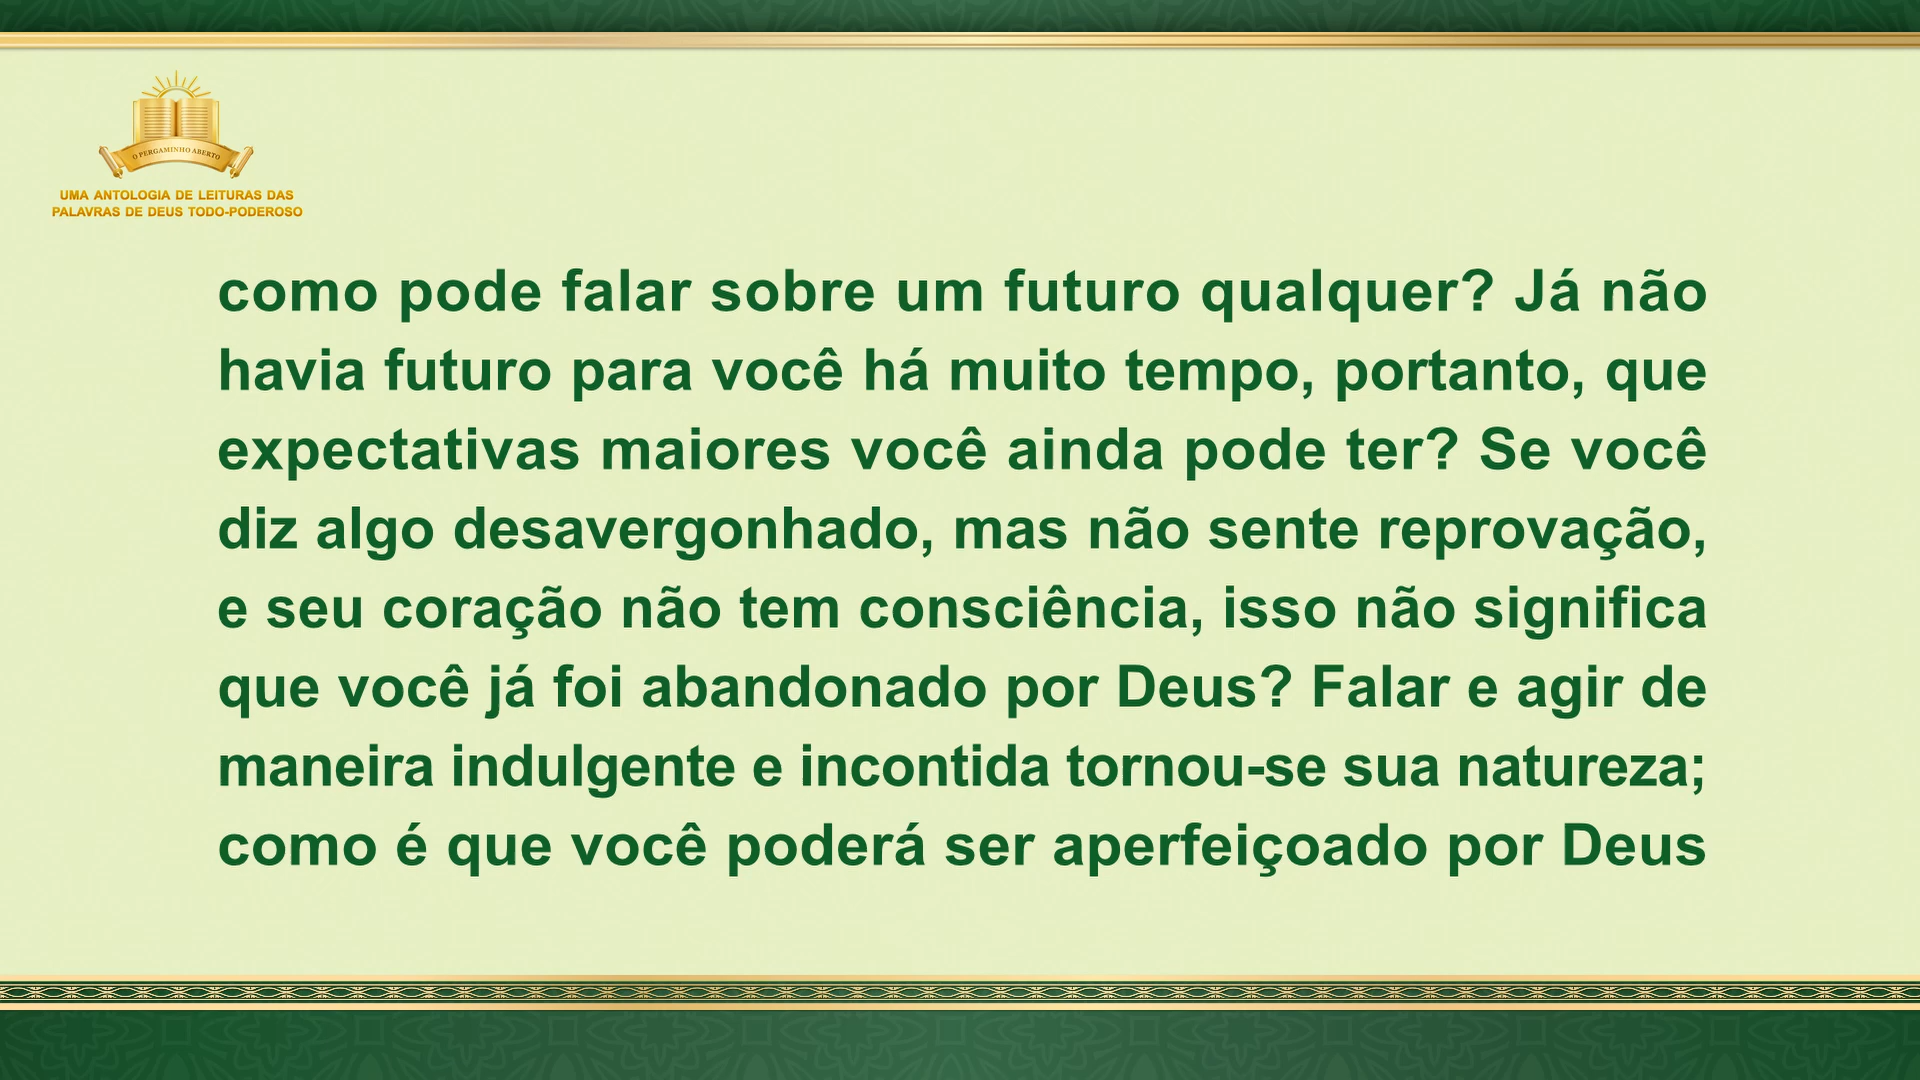 O PERGAMINHO ABERTO
UMA ANTOLOGIA DE LEITURAS DAS
PALAVRAS DE DEUS TODO-PODEROSO
como pode falar sobre um futuro qualquer? Já não
havia futuro para você há muito tempo, portanto, que
expectativas maiores você ainda pode ter? Se você
diz algo desavergonhado, mas não sente reprovação,
e seu coração não tem consciência, isso não significa
que você já foi abandonado por Deus? Falar e agir de
maneira indulgente e incontida tornou-se sua natureza;
como é que você poderá ser aperfeiçoado por Deus